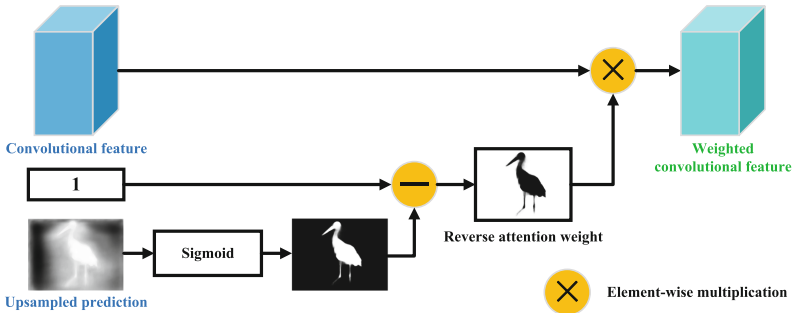 Convolutional feature
Weighted
convolutional feature
1
Reverse attention weight
Sigmoid
Upsampled prediction
Element-wise multiplication